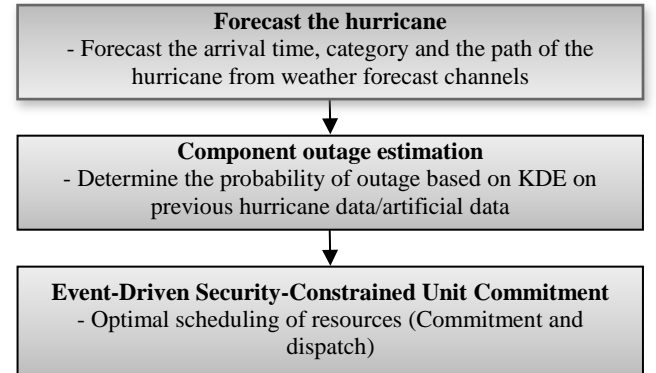 Forecast the hurricane
- Forecast the arrival time, category and the path of the
hurricane from weather forecast channels
Component outage estimation
- Determine the probability of outage based on KDE on
previous hurricane data/artificial data
Event-Driven Security-Constrained Unit Commitment
- Optimal scheduling of resources (Commitment and
dispatch)